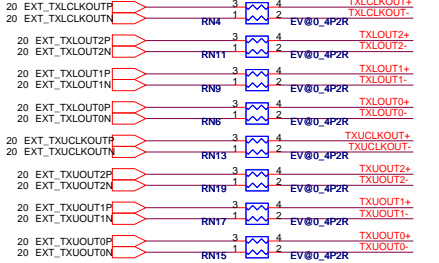 20 EXT_TXLCLKOUTP 3 4 TXLCLKOUT+
20 EXT_TXLCLKOUTN 1 2 TXLCLKOUT-
RN4 EV@0_4P2R
20 EXT_TXLOUT2P 3 4 TXLOUT2+
20 EXT_TXLOUT2N 1 2 TXLOUT2-
RN11 EV@0_4P2R
20 EXT_TXLOUT1P 3 4 TXLOUT1+
20 EXT_TXLOUT1N 1 2 TXLOUT1-
RN9 EV@0_4P2R
20 EXT_TXLOUT0P 3 4 TXLOUT0+
20 EXT_TXLOUT0N 1 2 TXLOUT0-
RN6 EV@0_4P2R
20 EXT_TXUCLKOUTP 3 4 TXUCLKOUT+
20 EXT_TXUCLKOUTN 1 2 TXUCLKOUT-
RN13 EV@0_4P2R
20 EXT_TXUOUT2P 3 4 TXUOUT2+
20 EXT_TXUOUT2N 1 2 TXUOUT2-
RN19 EV@0_4P2R
20 EXT_TXUOUT1P 3 4 TXUOUT1+
20 EXT_TXUOUT1N 1 2 TXUOUT1-
RN17 EV@0_4P2R
20 EXT_TXUOUT0P 3 4 TXUOUT0+
20 EXT_TXUOUT0N 1 2 TXUOUT0-
RN15 EV@0_4P2R